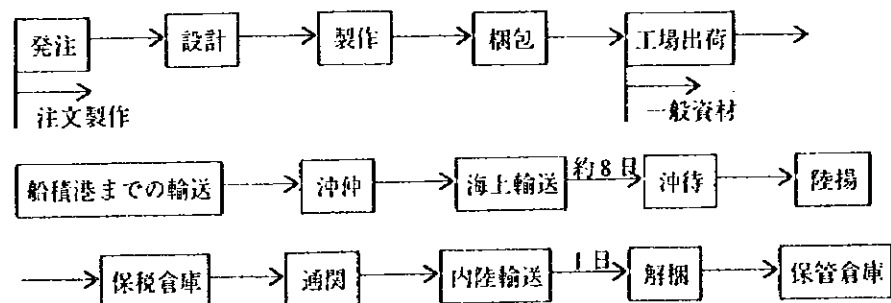 発注 設計 製作 梱包 工場出荷
注文製作 一般資材
船積港までの輸送 沖仲 海上輸送 約8日 沖待 陸揚
保税倉庫 通関 内陸輸送 1日 解梱 保管倉庫